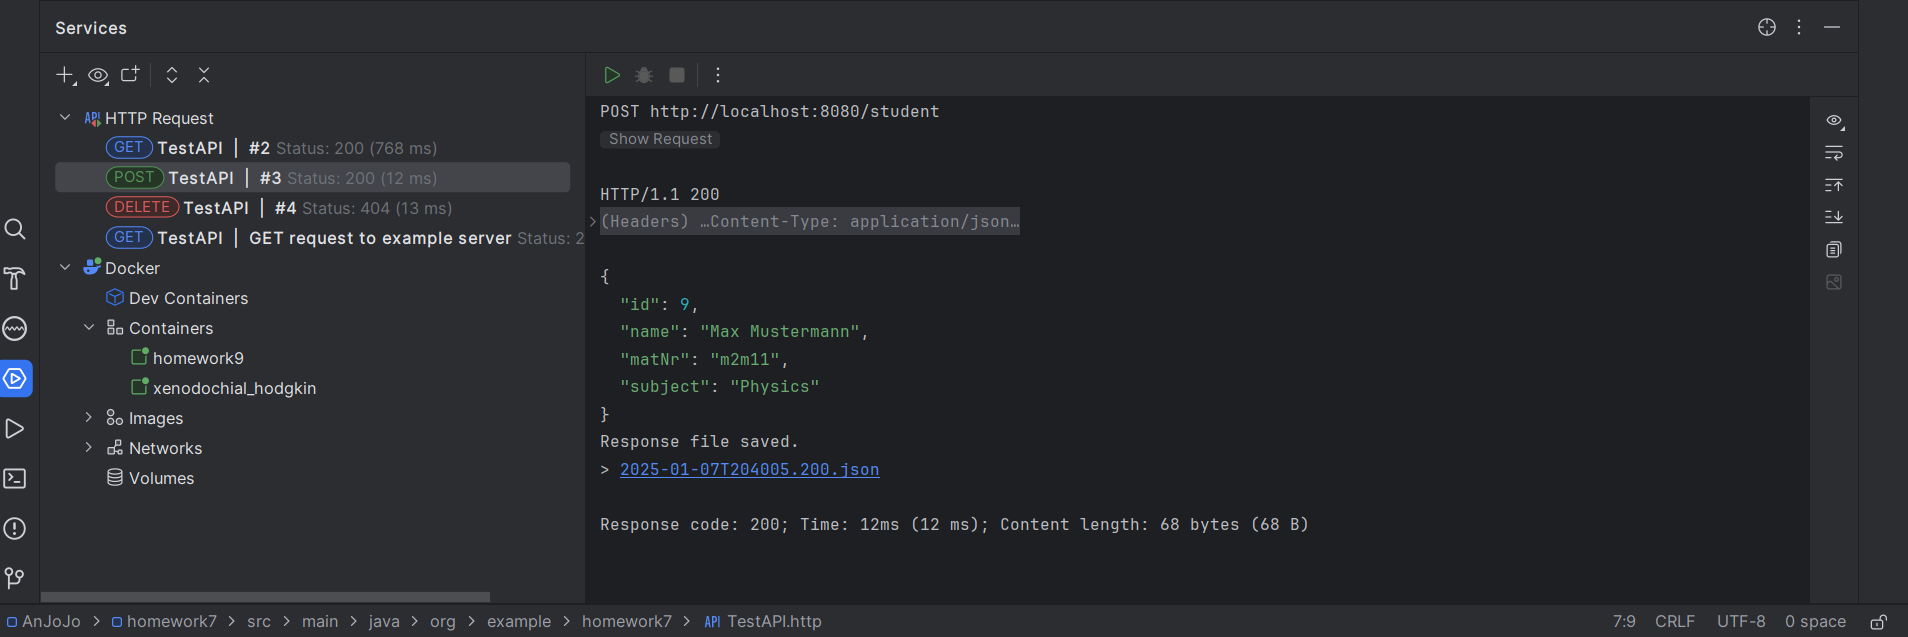 Services
HTTP Request
GET TestAPI | #2 Status: 200 (768 ms)
POST TestAPI | #3 Status: 200 (12 ms)
DELETE TestAPI | #4 Status: 404 (13 ms)
GET TestAPI | GET request to example server Status: 2
Docker
Dev Containers
Containers
homework9
xenodochial_hodgkin
Images
Networks
Volumes
POST http://localhost:8080/student
Show Request
HTTP/1.1 200
(Headers) …Content-Type: application/json…
{
"id": 9,
"name": "Max Mustermann",
"matNr": "m2m11",
"subject": "Physics"
}
Response file saved.
> 2025-01-07T204005.200.json
Response code: 200; Time: 12ms (12 ms); Content length: 68 bytes (68 B)
AnJoJo > homework7 > src > main > java > org > example > homework7 > API TestAPI.http
7:9 CRLF UTF-8 0 space